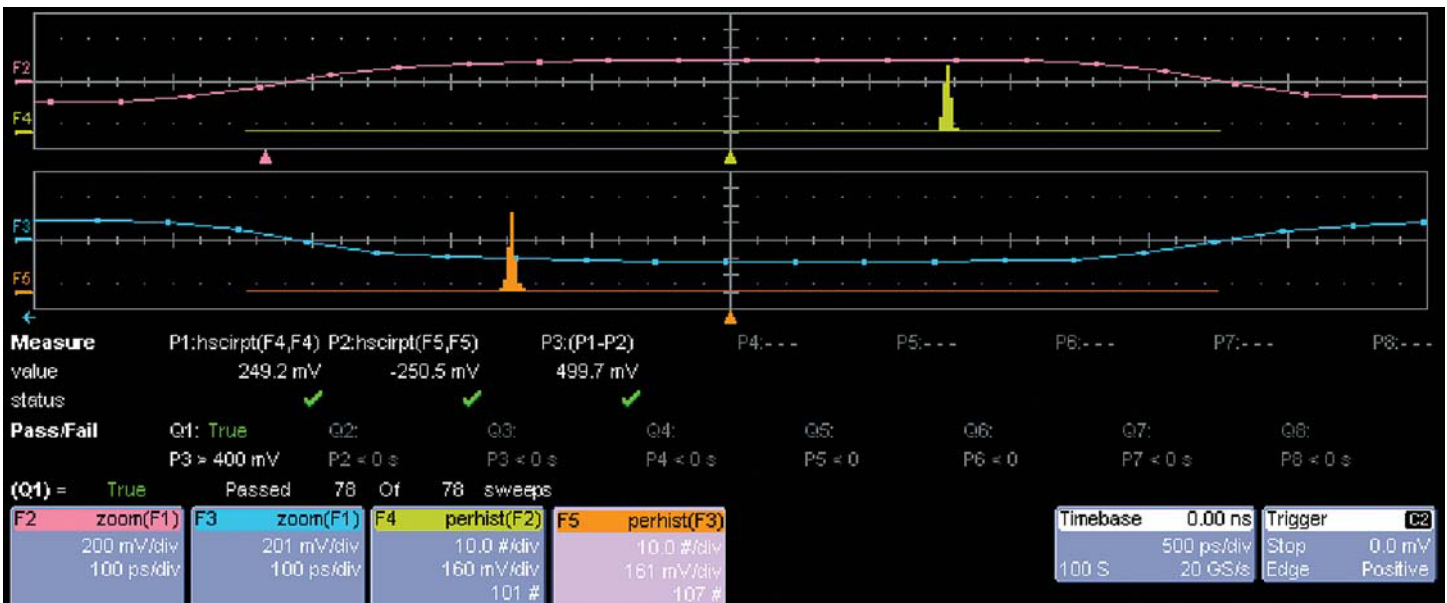 F2
F4
F3
F5
Measure P1:hscirpt(F4,F4) P2:hscirpt(F5,F5) P3:(P1-P2) P4:- - - P5:- - - P6:- - - P7:- - - P8:- - -
value 249.2 mV -250.5 mV 499.7 mV
status
Pass/Fail Q1: True Q2: Q3: Q4: Q5: Q6: Q7: Q8:
P3 > 400 mV P2 < 0 s P3 < 0 s P4 < 0 s P5 < 0 P6 < 0 P7 < 0 s P8 < 0 s
(Q1) = True Passed 78 Of 78 sweeps
F2 zoom(F1) F3 zoom(F1) F4 perhist(F2) F5 perhist(F3) Timebase 0.00 ns Trigger C2
200 mV/div 201 mV/div 10.0 #/div 10.0 #/div 500 ps/div Stop 0.0 mV
100 ps/div 100 ps/div 160 mV/div 161 mV/div 100 S 20 GS/s Edge Positive
101 # 107 #